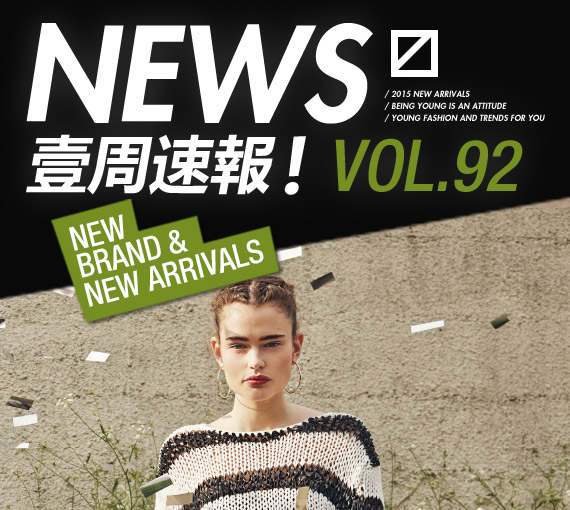 NEWS
/ 2015 NEW ARRIVALS
/ BEING YOUNG IS AN ATTITUDE
/ YOUNG FASHION AND TRENDS FOR YOU
壹周速報！ VOL.92
NEW
BRAND &
NEW ARRIVALS